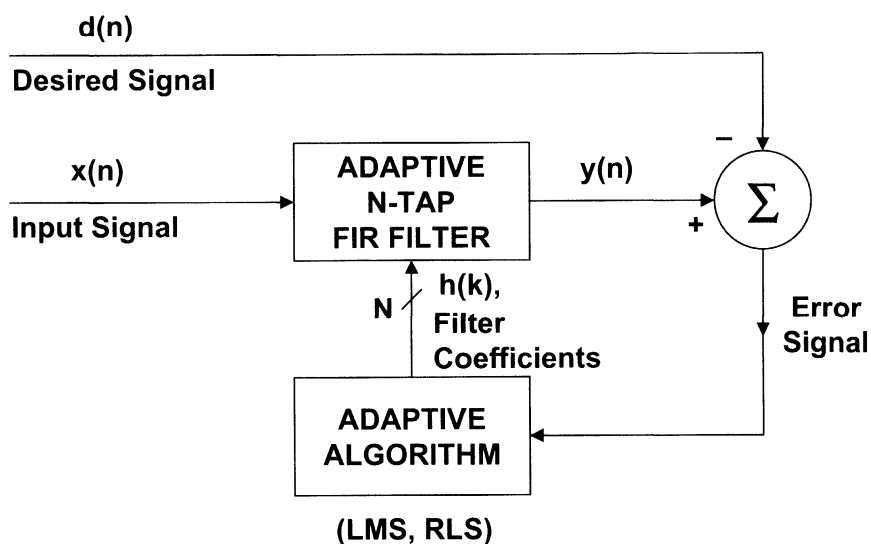 d(n)
Desired Signal
−
x(n)
ADAPTIVE
N-TAP
FIR FILTER
y(n)
Σ
+
Input Signal
N
h(k),
Filter
Coefficients
Error
Signal
ADAPTIVE
ALGORITHM
(LMS, RLS)